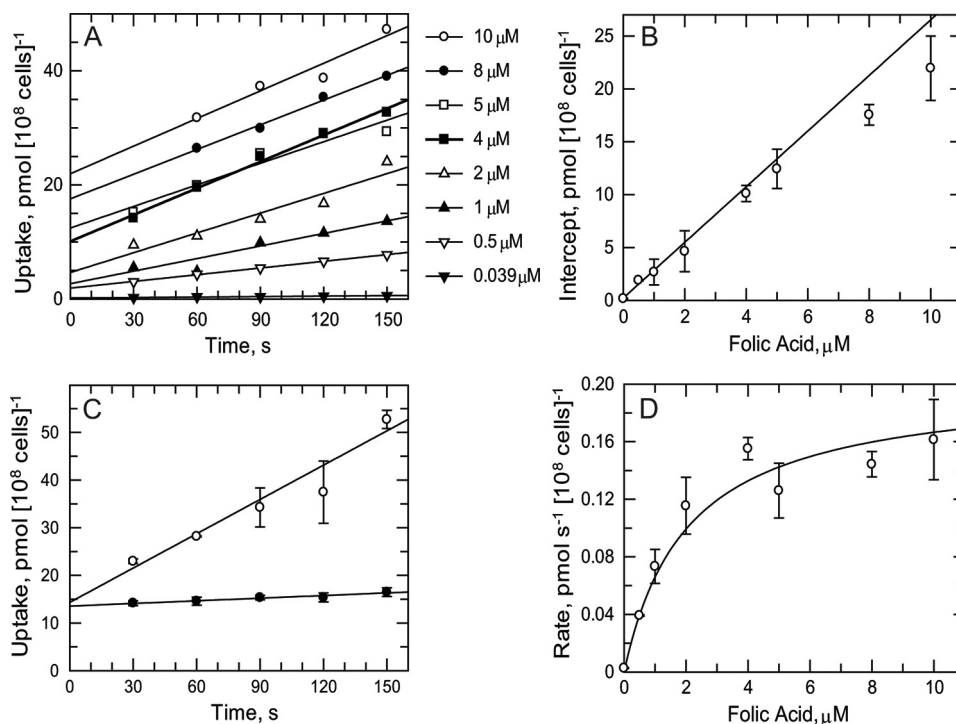 A
Uptake, pmol [10⁸ cells]⁻¹
40
30
20
10
0
0 30 60 90 120 150
Time, s
10 μM
8 μM
5 μM
4 μM
2 μM
1 μM
0.5 μM
0.039 μM
B
Intercept, pmol [10⁸ cells]⁻¹
25
20
15
10
5
0
0 2 4 6 8 10
Folic Acid, μM
C
Uptake, pmol [10⁸ cells]⁻¹
50
40
30
20
10
0
0 30 60 90 120 150
Time, s
D
Rate, pmol s⁻¹ [10⁸ cells]⁻¹
0.20
0.16
0.12
0.08
0.04
0
0 2 4 6 8 10
Folic Acid, μM